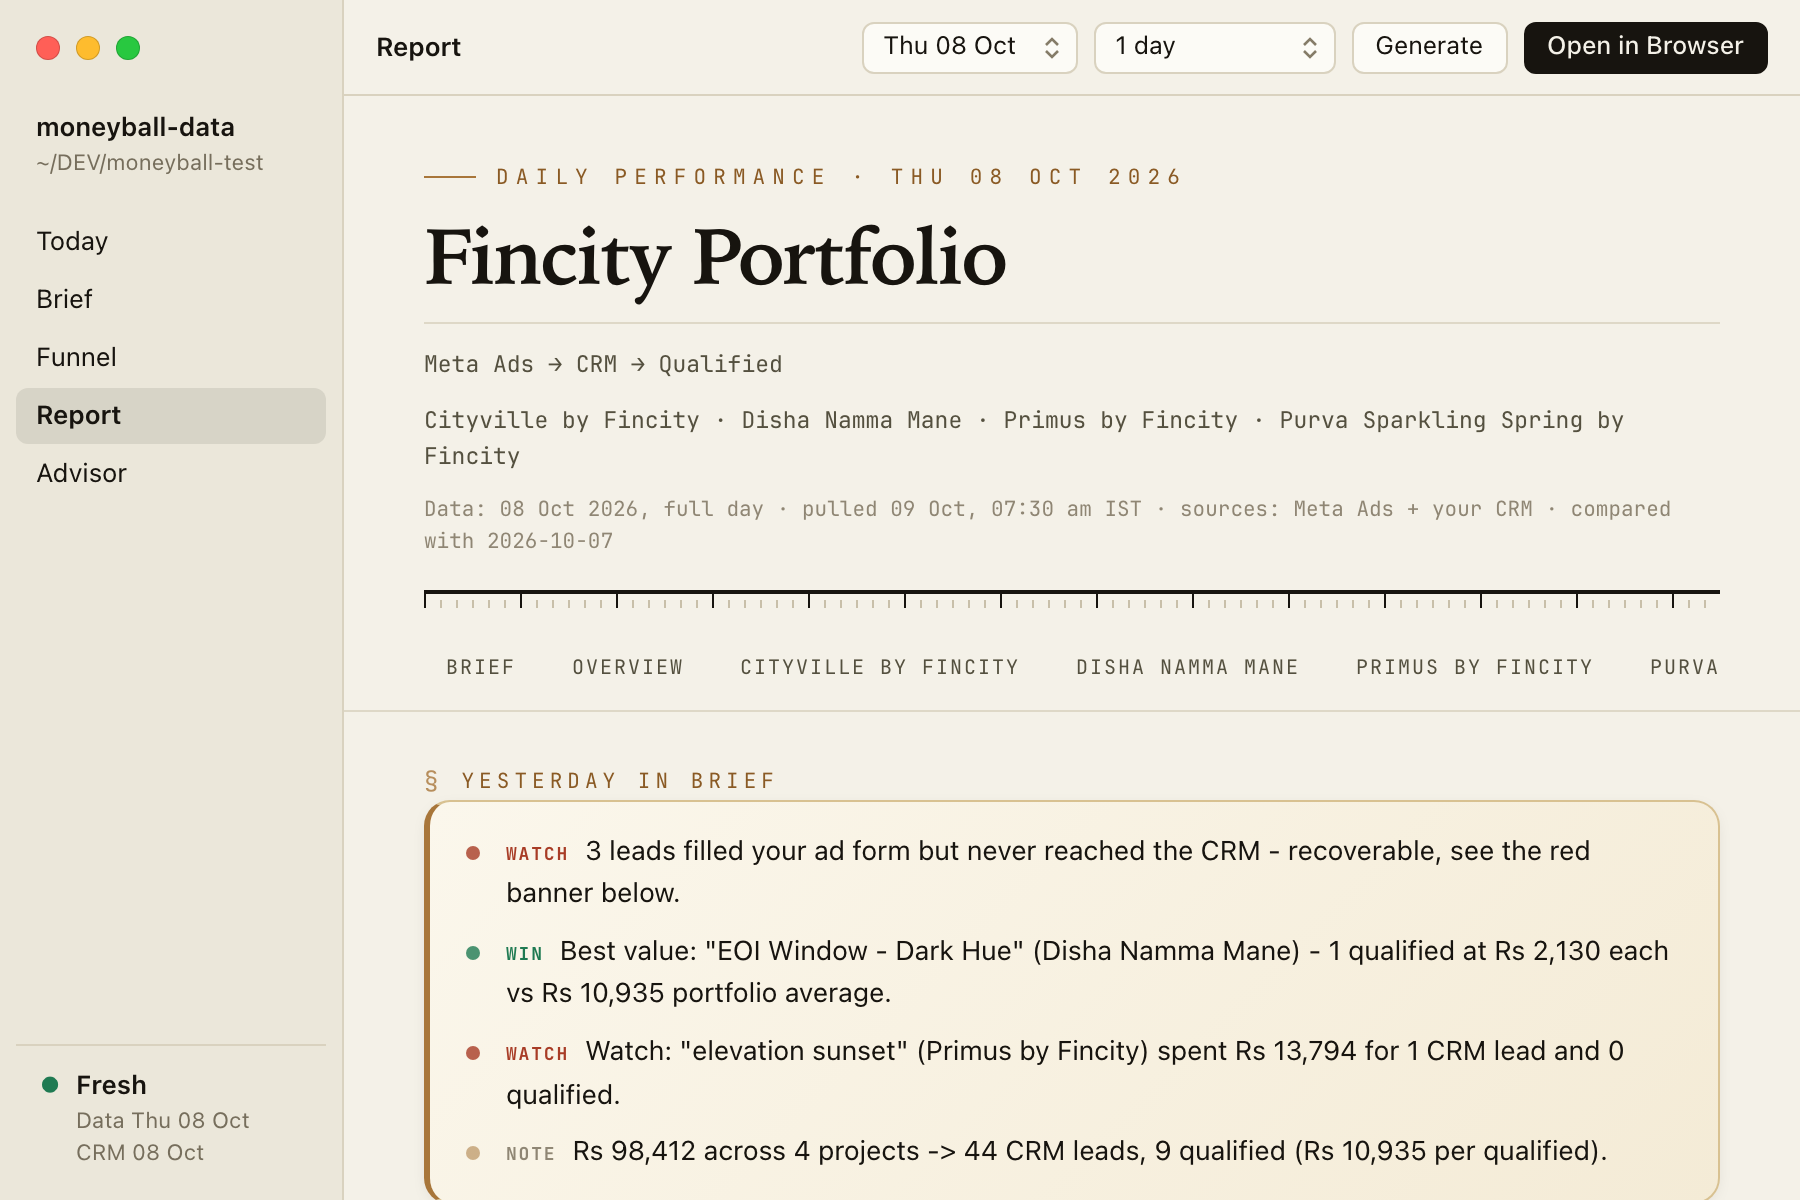 Report
Thu 08 Oct
1 day
Generate
Open in Browser
moneyball-data
~/DEV/moneyball-test
Today
Brief
Funnel
Report
Advisor
Fresh
Data Thu 08 Oct
CRM 08 Oct
DAILY PERFORMANCE · THU 08 OCT 2026
Fincity Portfolio
Meta Ads → CRM → Qualified
Cityville by Fincity · Disha Namma Mane · Primus by Fincity · Purva Sparkling Spring by
Fincity
Data: 08 Oct 2026, full day · pulled 09 Oct, 07:30 am IST · sources: Meta Ads + your CRM · compared
with 2026-10-07
BRIEF OVERVIEW CITYVILLE BY FINCITY DISHA NAMMA MANE PRIMUS BY FINCITY PURVA
§ YESTERDAY IN BRIEF
WATCH 3 leads filled your ad form but never reached the CRM - recoverable, see the red
banner below.
WIN Best value: "EOI Window - Dark Hue" (Disha Namma Mane) - 1 qualified at Rs 2,130 each
vs Rs 10,935 portfolio average.
WATCH Watch: "elevation sunset" (Primus by Fincity) spent Rs 13,794 for 1 CRM lead and 0
qualified.
NOTE Rs 98,412 across 4 projects -> 44 CRM leads, 9 qualified (Rs 10,935 per qualified).